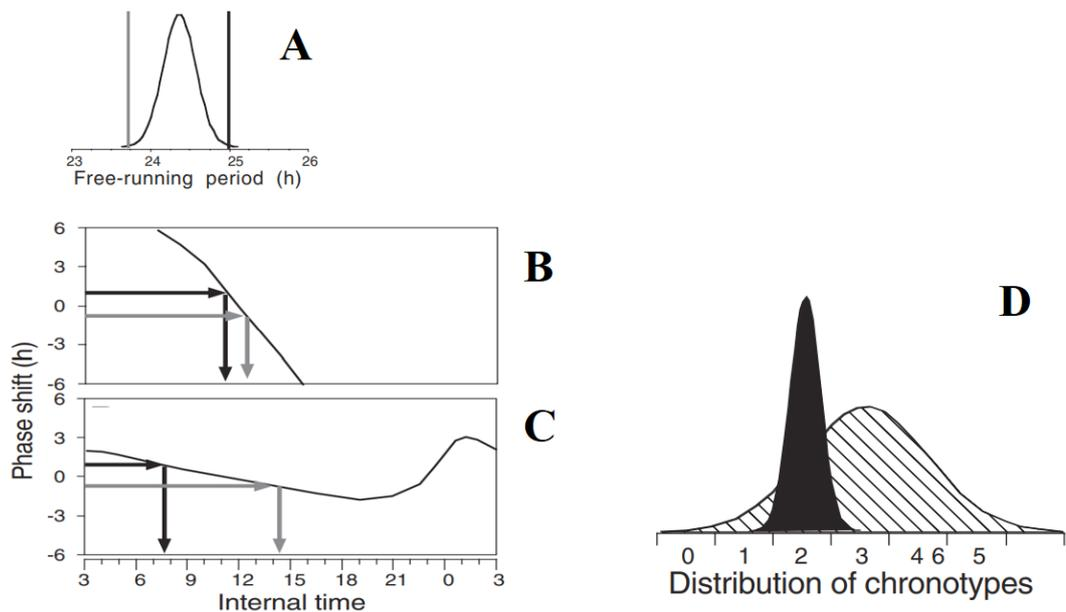 A
23 24 25 26
Free-running period (h)
B
6
3
0
-3
-6
Phase shift (h)
C
6
3
0
-3
-6
3 6 9 12 15 18 21 0 3
Internal time
D
0 1 2 3 4 6 5
Distribution of chronotypes